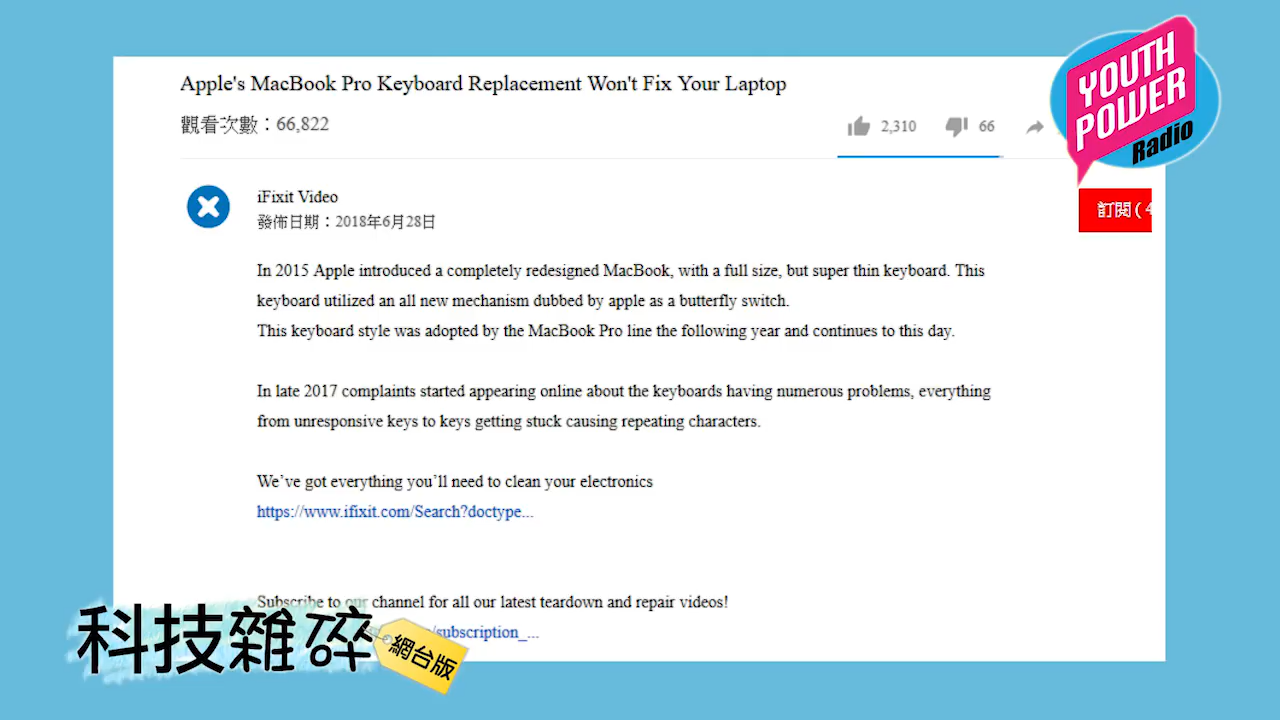 Apple's MacBook Pro Keyboard Replacement Won't Fix Your Laptop
觀看次數：66,822
2,310
66
YOUTH
POWER
Radio
iFixit Video
發佈日期：2018年6月28日
訂閱 (4
In 2015 Apple introduced a completely redesigned MacBook, with a full size, but super thin keyboard. This
keyboard utilized an all new mechanism dubbed by apple as a butterfly switch.
This keyboard style was adopted by the MacBook Pro line the following year and continues to this day.
In late 2017 complaints started appearing online about the keyboards having numerous problems, everything
from unresponsive keys to keys getting stuck causing repeating characters.
We’ve got everything you’ll need to clean your electronics
https://www.ifixit.com/Search?doctype...
Subscribe to our channel for all our latest teardown and repair videos!
/subscription_...
科技雜碎
網台版